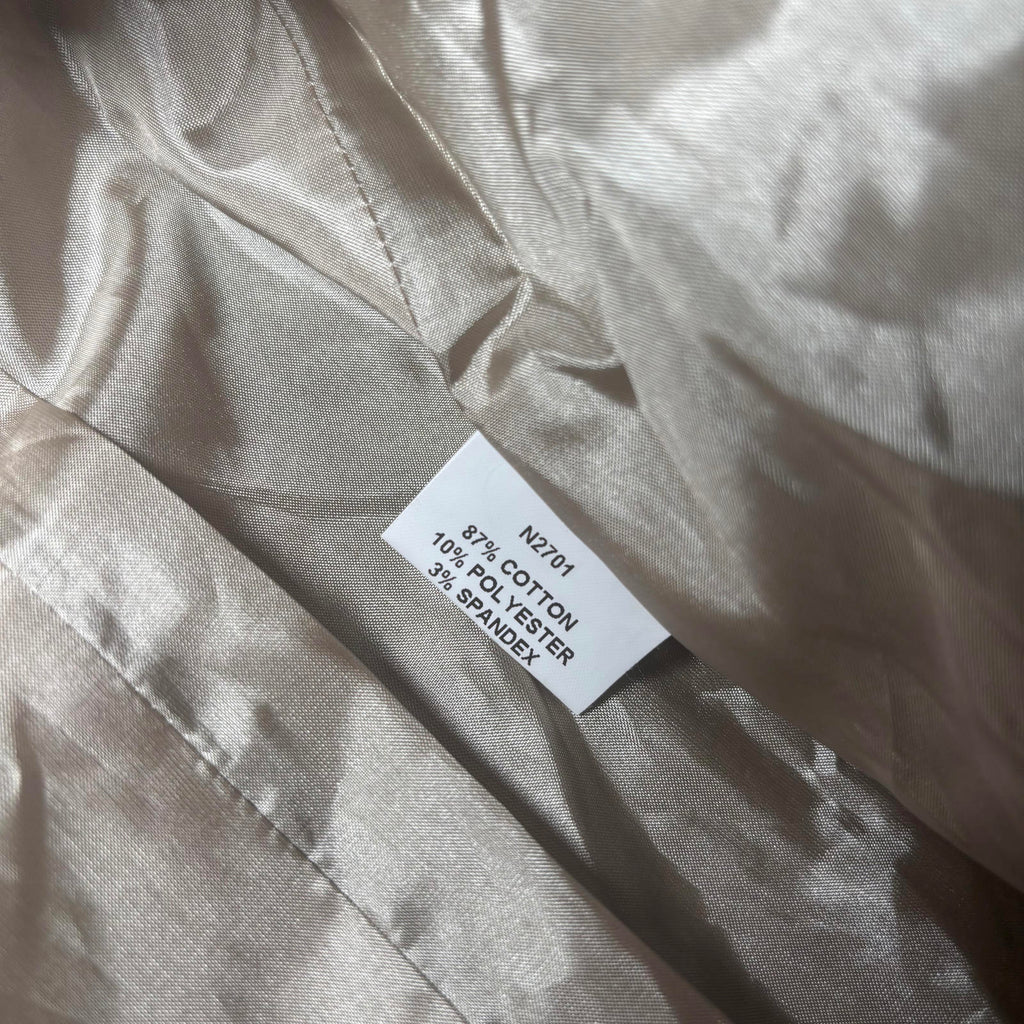 N2701
87% COTTON
10% POLYESTER
3% SPANDEX